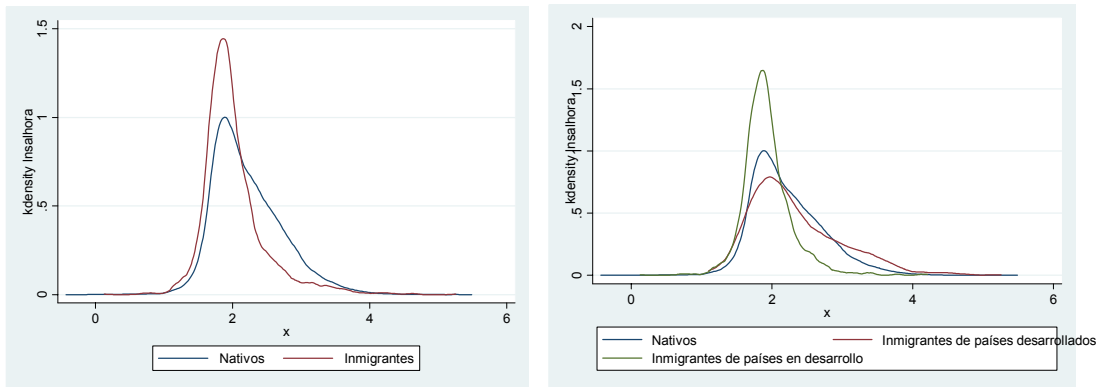 1.5
1
.5
0
kdensity lnsalhora
0 2 4 6
x
Nativos Inmigrantes
2
1.5
1
.5
0
kdensity lnsalhora
0 2 4 6
x
Nativos Inmigrantes de países desarrollados
Inmigrantes de países en desarrollo